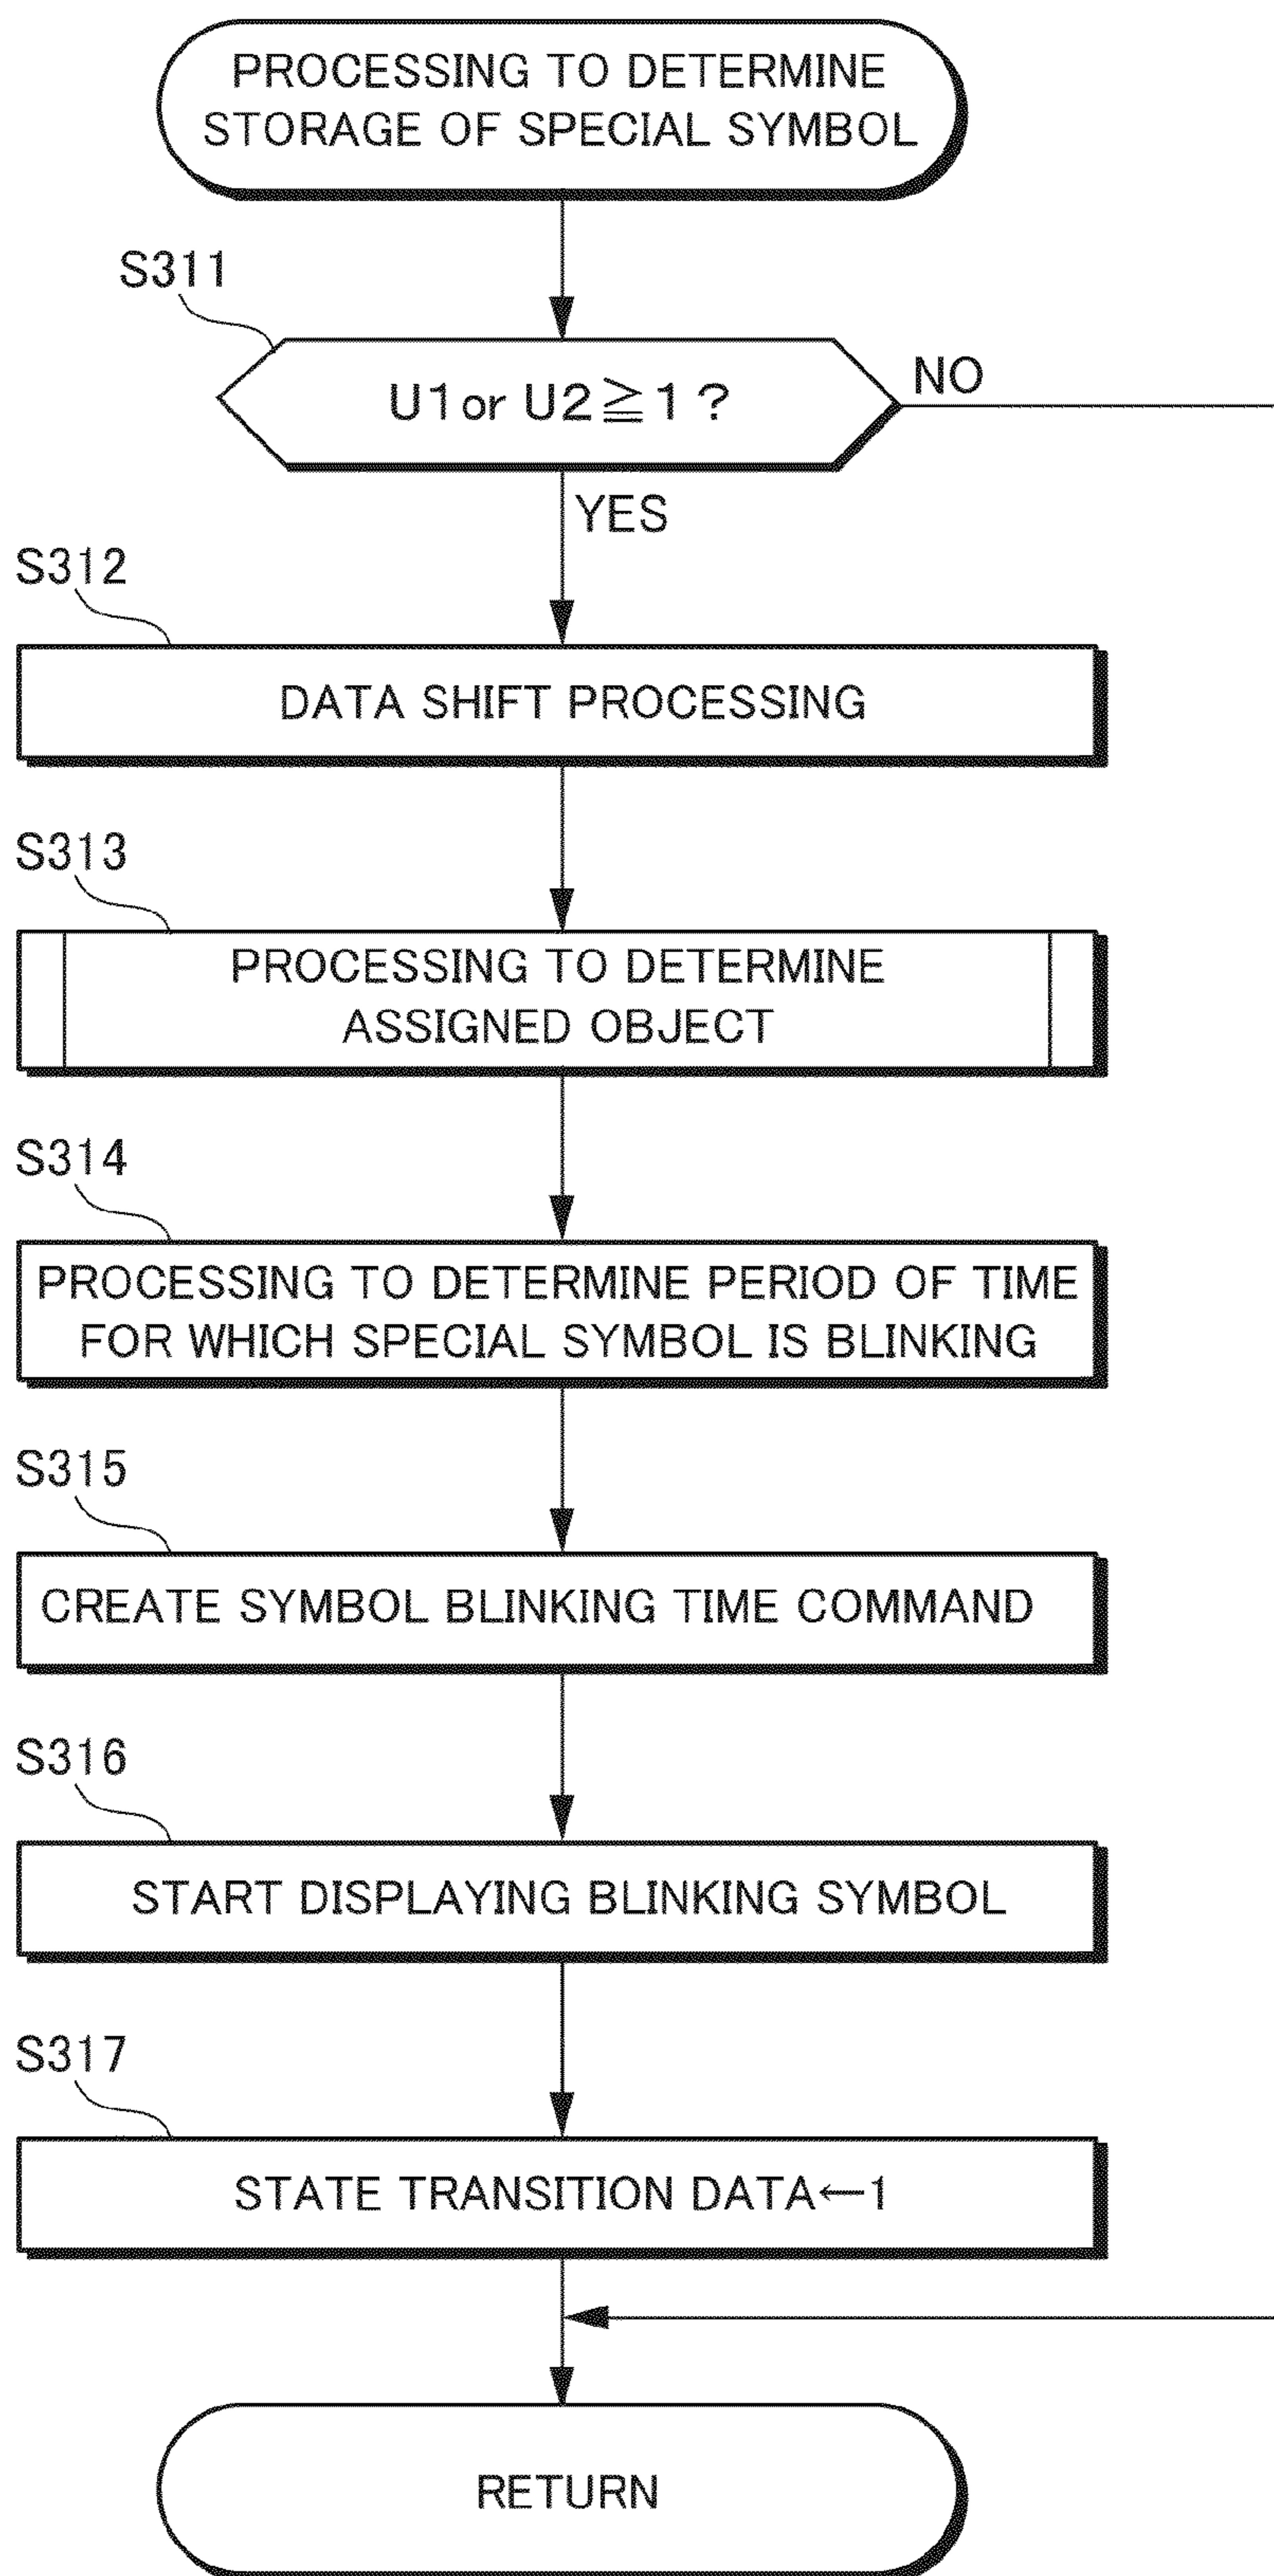 PROCESSING TO DETERMINE
STORAGE OF SPECIAL SYMBOL
S311
U1 or U2≧1 ?
NO
YES
S312
DATA SHIFT PROCESSING
S313
PROCESSING TO DETERMINE
ASSIGNED OBJECT
S314
PROCESSING TO DETERMINE PERIOD OF TIME
FOR WHICH SPECIAL SYMBOL IS BLINKING
S315
CREATE SYMBOL BLINKING TIME COMMAND
S316
START DISPLAYING BLINKING SYMBOL
S317
STATE TRANSITION DATA←1
RETURN